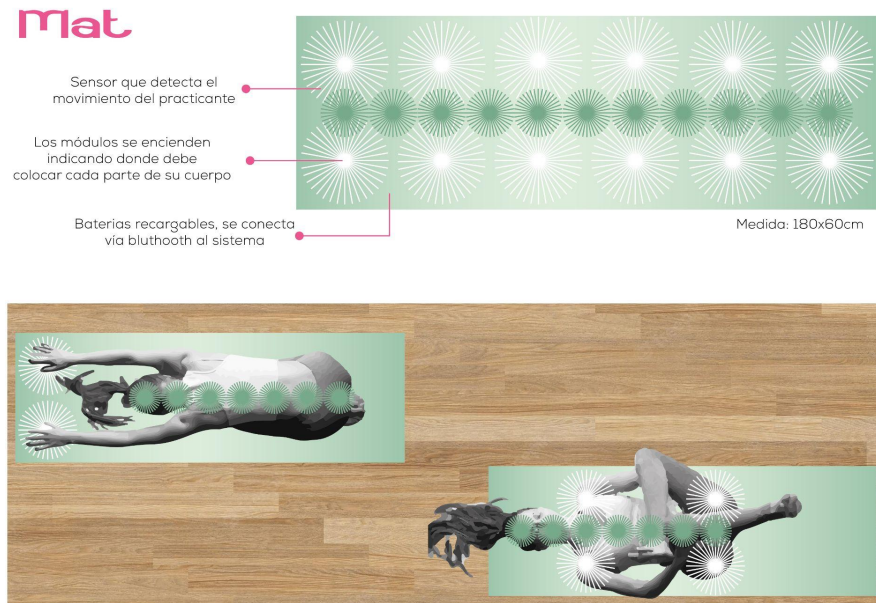 Mat
Sensor que detecta el
movimiento del practicante
Los módulos se encienden
indicando donde debe
colocar cada parte de su cuerpo
Baterias recargables, se conecta
vía bluthooth al sistema
Medida: 180x60cm